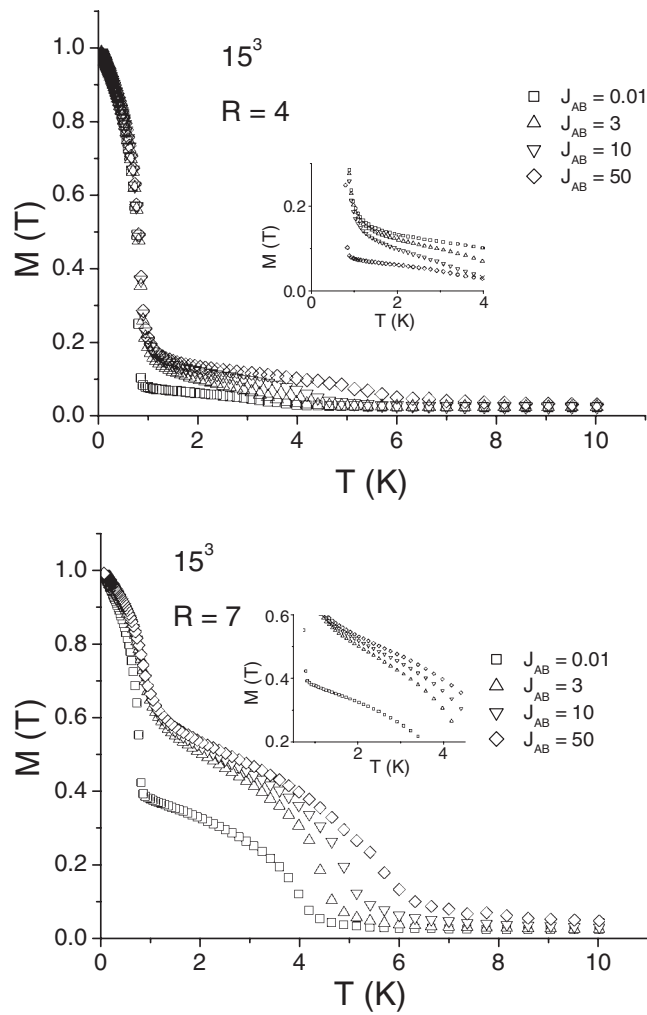 15³
R = 4
J_AB = 0.01
J_AB = 3
J_AB = 10
J_AB = 50
M (T)
1.0
0.8
0.6
0.4
0.2
0.0
0 2 4 6 8 10
T (K)
M (T)
0.2
0.0
0 2 4
T (K)
15³
R = 7
J_AB = 0.01
J_AB = 3
J_AB = 10
J_AB = 50
M (T)
1.0
0.8
0.6
0.4
0.2
0.0
0 2 4 6 8 10
T (K)
M (T)
0.6
0.4
0.2
2 4
T (K)